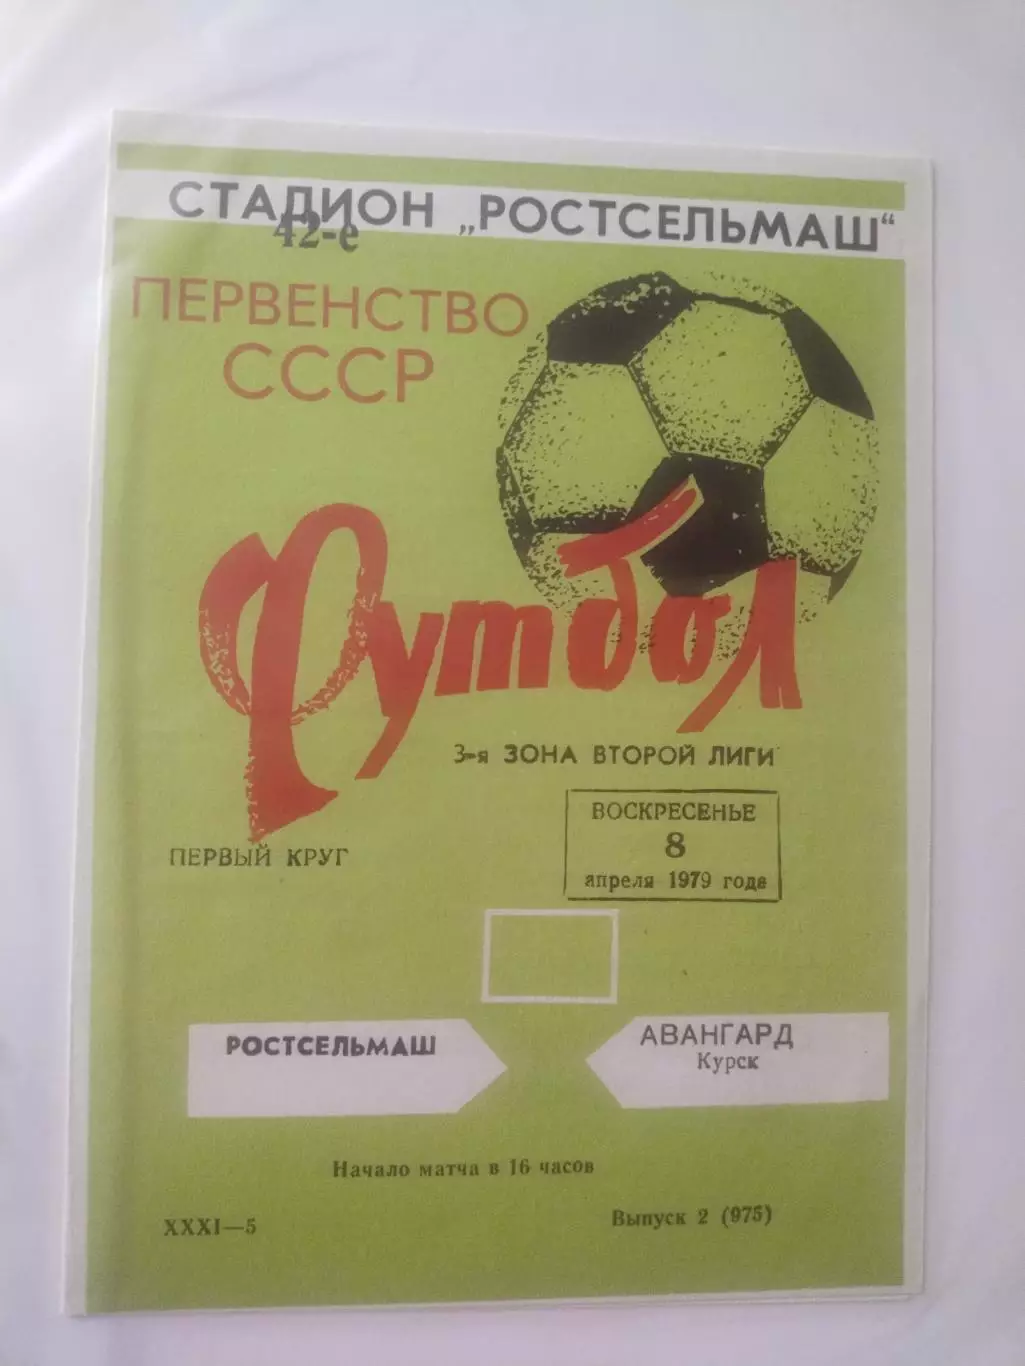 СТАДИОН „РОСТСЕЛЬМАШ“
42-е
ПЕРВЕНСТВО
СССР
Футбол
3-я ЗОНА ВТОРОЙ ЛИГИ
ВОСКРЕСЕНЬЕ
8
апреля 1979 года
ПЕРВЫЙ КРУГ
РОСТСЕЛЬМАШ
АВАНГАРД
Курск
Начало матча в 16 часов
XXXI—5
Выпуск 2 (975)